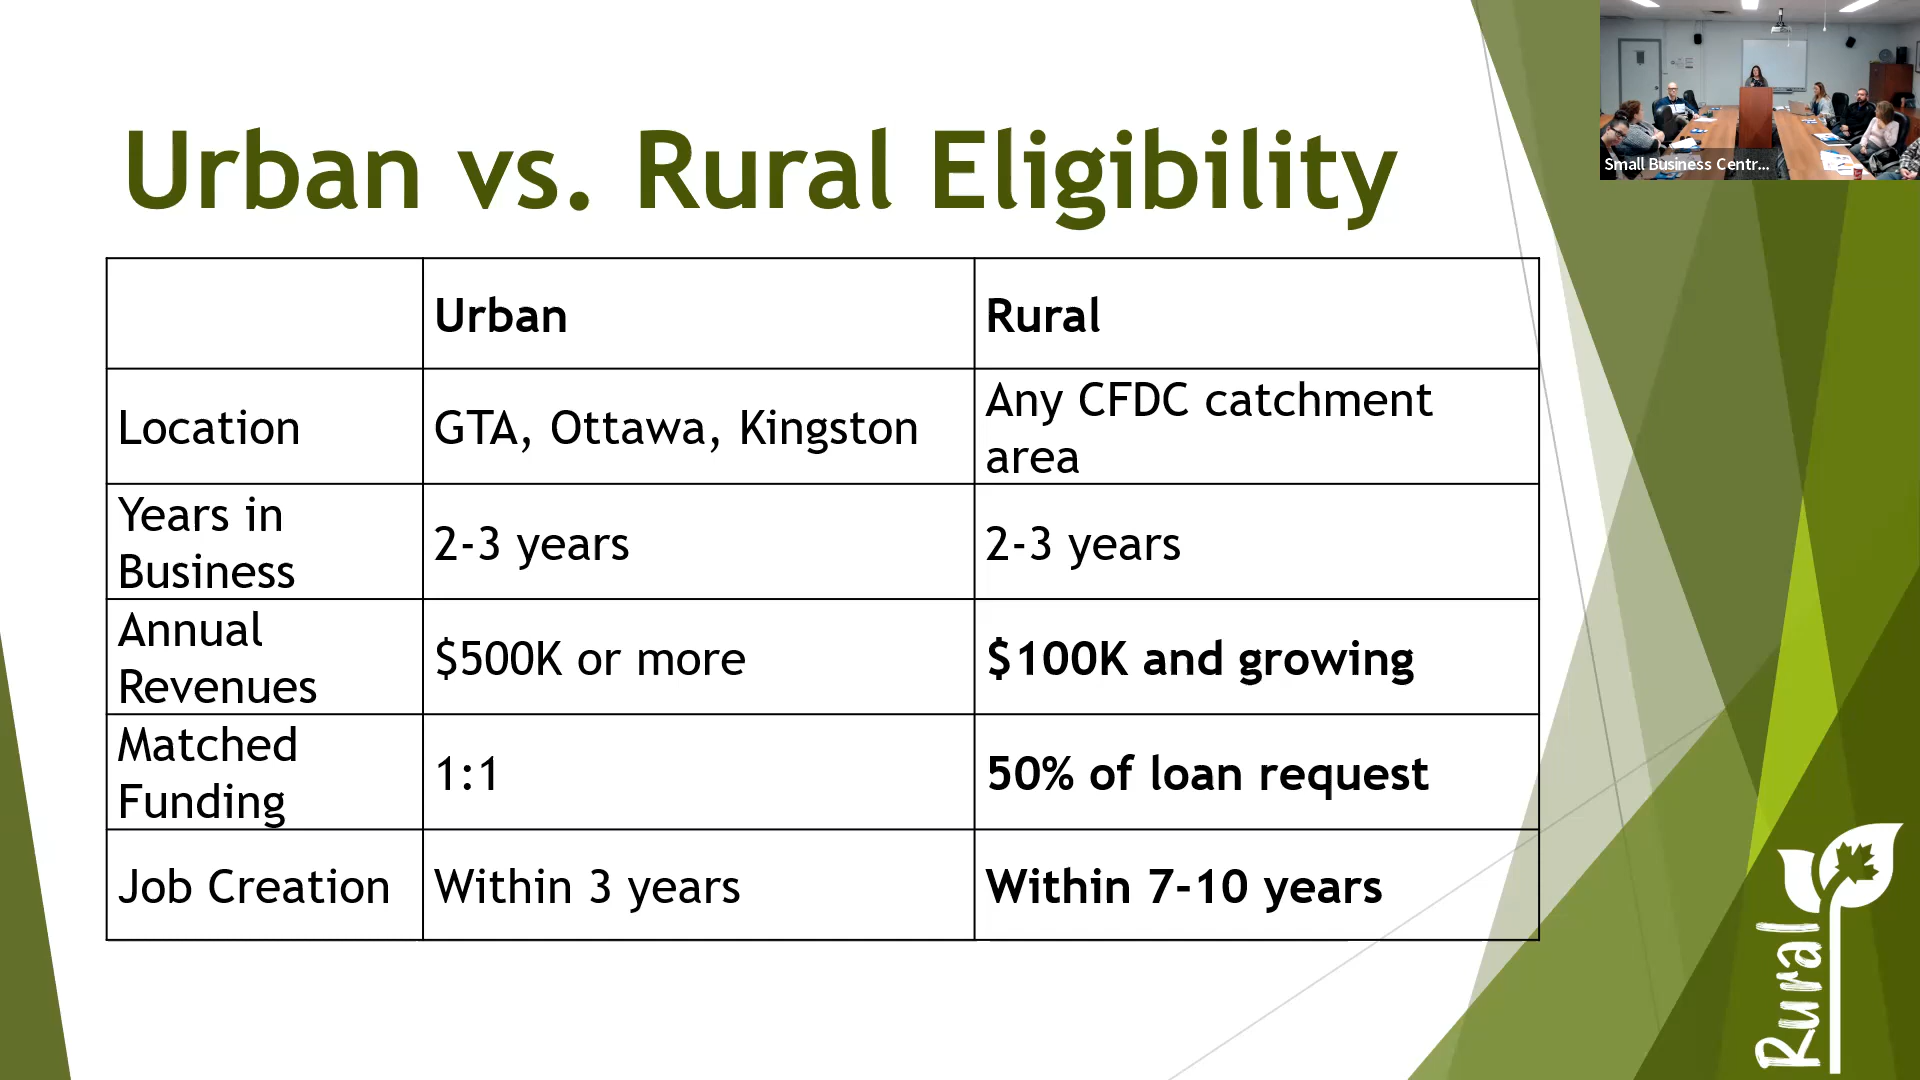 Urban vs. Rural Eligibility
Small Business Centr...
Urban
Rural
Location
GTA, Ottawa, Kingston
Any CFDC catchment
area
Years in
Business
2-3 years
2-3 years
Annual
Revenues
$500K or more
$100K and growing
Matched
Funding
1:1
50% of loan request
Job Creation
Within 3 years
Within 7-10 years
Rural